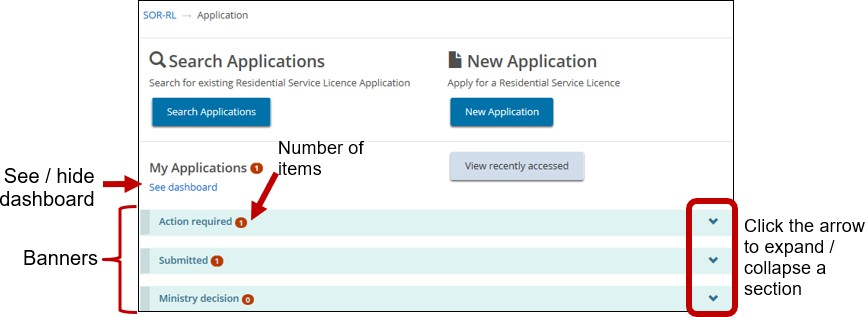 SOR-RL → Application
Search Applications
New Application
Search for existing Residential Service Licence Application
Apply for a Residential Service Licence
Search Applications
New Application
Number of
items
My Applications 1
View recently accessed
See / hide
dashboard
See dashboard
Action required 1
Submitted 1
Ministry decision 0
Banners
Click the arrow
to expand /
collapse a
section